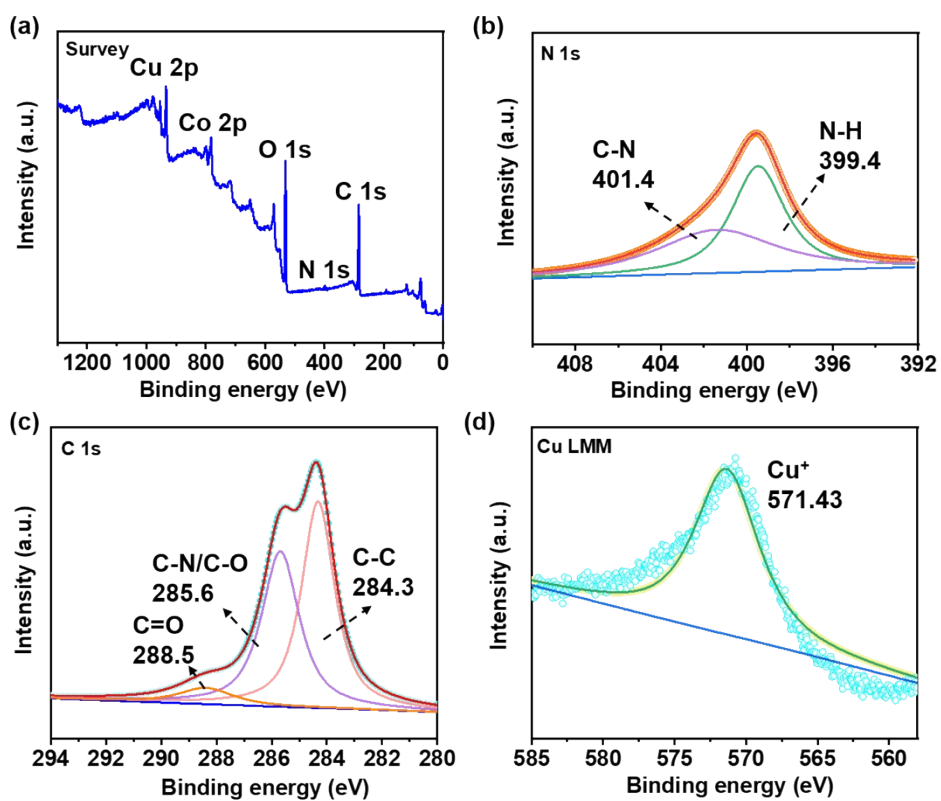 (a)
Survey
Cu 2p
Co 2p
O 1s
C 1s
N 1s
Intensity (a.u.)
1200 1000 800 600 400 200 0
Binding energy (eV)
(b)
N 1s
C-N
401.4
N-H
399.4
Intensity (a.u.)
408 404 400 396 392
Binding energy (eV)
(c)
C 1s
C-N/C-O
285.6
C=O
288.5
C-C
284.3
Intensity (a.u.)
294 292 290 288 286 284 282 280
Binding energy (eV)
(d)
Cu LMM
Cu⁺
571.43
Intensity (a.u.)
585 580 575 570 565 560
Binding energy (eV)